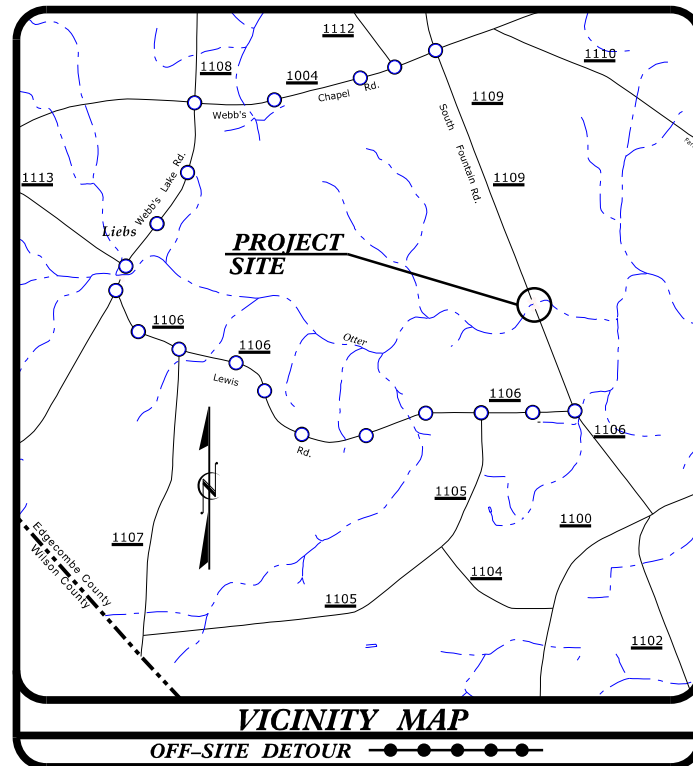 1112
1110
1108
1004
Chapel Rd.
1109
Webb's
South Fountain Rd.
1113
Webb's Lake Rd.
1109
Liebs
PROJECT
SITE
1106
Otter
1106
Lewis
1106
1106
Rd.
1105
1100
Edgecombe County
Wilson County
1107
1104
1105
1102
VICINITY MAP
OFF–SITE DETOUR